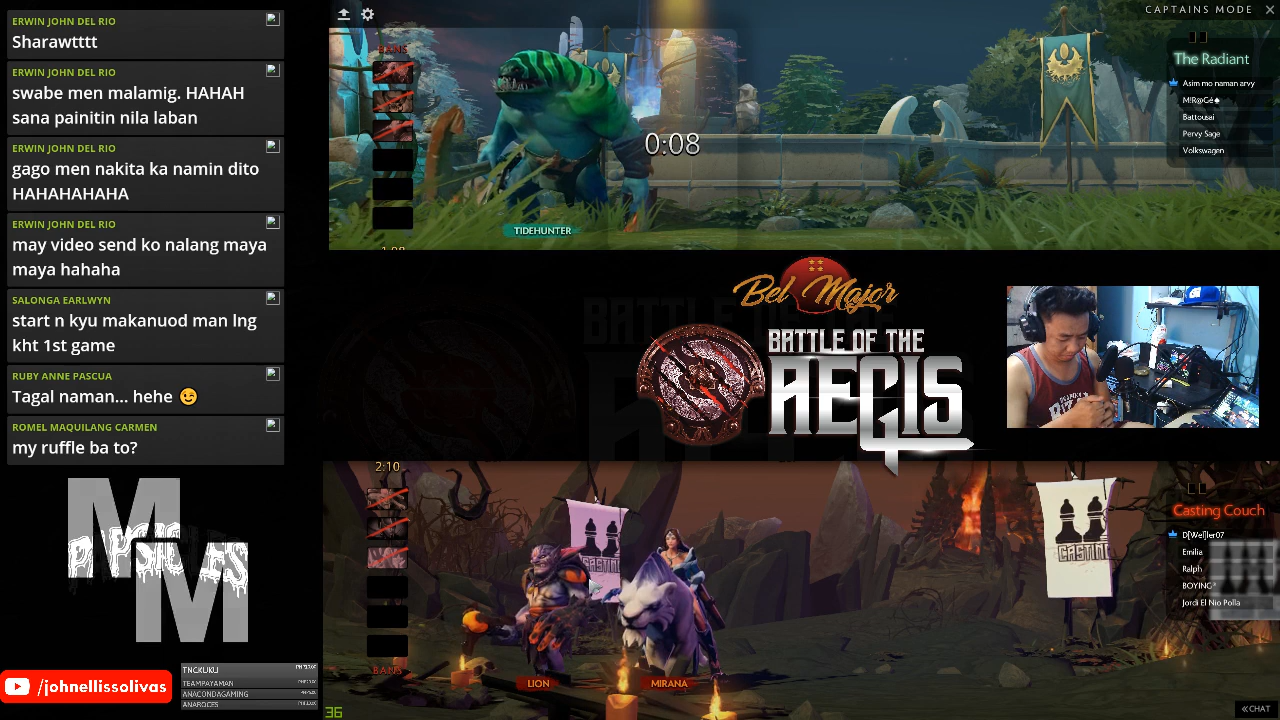 ERWIN JOHN DEL RIO
Sharawtttt
ERWIN JOHN DEL RIO
swabe men malamig. HAHAH
sana painitin nila laban
ERWIN JOHN DEL RIO
gago men nakita ka namin dito
HAHAHAHAHA
ERWIN JOHN DEL RIO
may video send ko nalang maya
maya hahaha
SALONGA EARLWYN
start n kyu makanuod man lng
kht 1st game
RUBY ANNE PASCUA
Tagal naman... hehe 😉
ROMEL MAQUILANG CARMEN
my ruffle ba to?
M
M
/johnellissolivas
TNCKUKU
TEAMPAYAMAN
ANACONDAGAMING
ANAROCES
CAPTAINS MODE
BANS
0:08
TIDEHUNTER
The Radiant
Asim mo naman arvy
M!R@Gé♠
Battousai
Pervy Sage
Volkswagen
Bel Major
BATTLE OF THE
AEGIS
2:10
BANS
LION
MIRANA
CASTING
Casting Couch
D[We]ller07
Emilia
Ralph
BOYING
Jordi El Nio Polla
36
CHAT